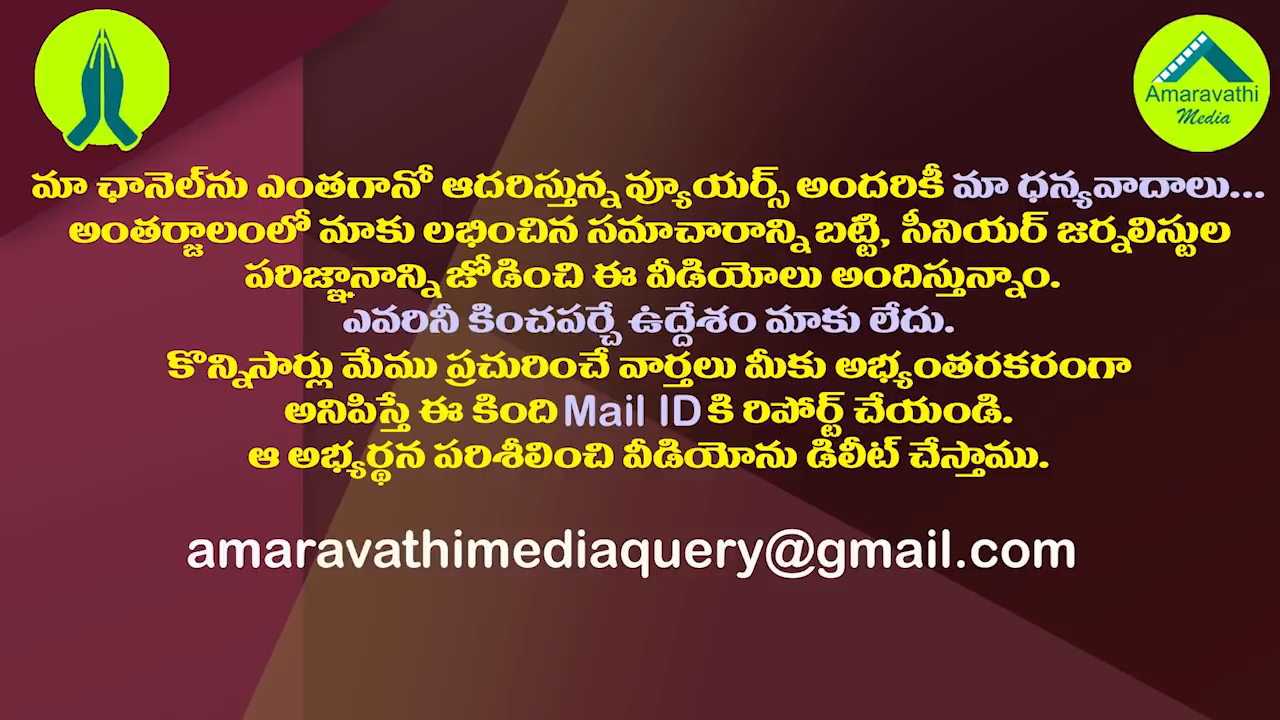 Amaravathi
Media
మా ఛానెల్‌ను ఎంతగానో ఆదరిస్తున్న వ్యూయర్స్ అందరికీ మా ధన్యవాదాలు...
అంతర్జాలంలో మాకు లభించిన సమాచారాన్ని బట్టి, సీనియర్ జర్నలిస్టుల
పరిజ్ఞానాన్ని జోడించి ఈ వీడియోలు అందిస్తున్నాం.
ఎవరినీ కించపర్చే ఉద్దేశం మాకు లేదు.
కొన్నిసార్లు మేము ప్రచురించే వార్తలు మీకు అభ్యంతరకరంగా
అనిపిస్తే ఈ కింది Mail ID కి రిపోర్ట్ చేయండి.
ఆ అభ్యర్థన పరిశీలించి వీడియోను డిలీట్ చేస్తాము.
amaravathimediaquery@gmail.com